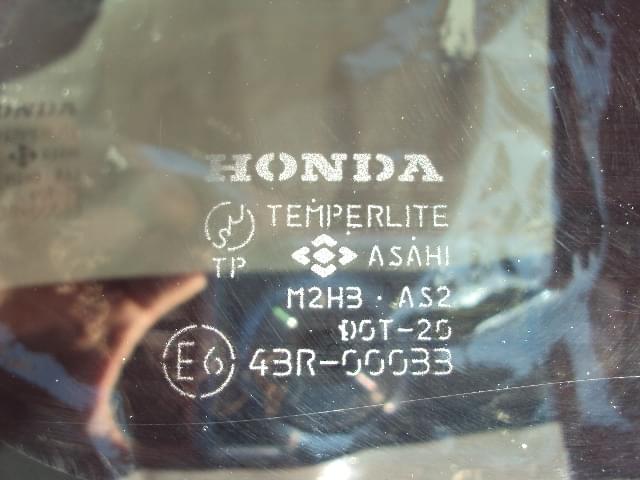 HONDA
TEMPERLITE
TP
ASAHI
M2H3 · AS2
DOT-20
E6 43R-00033